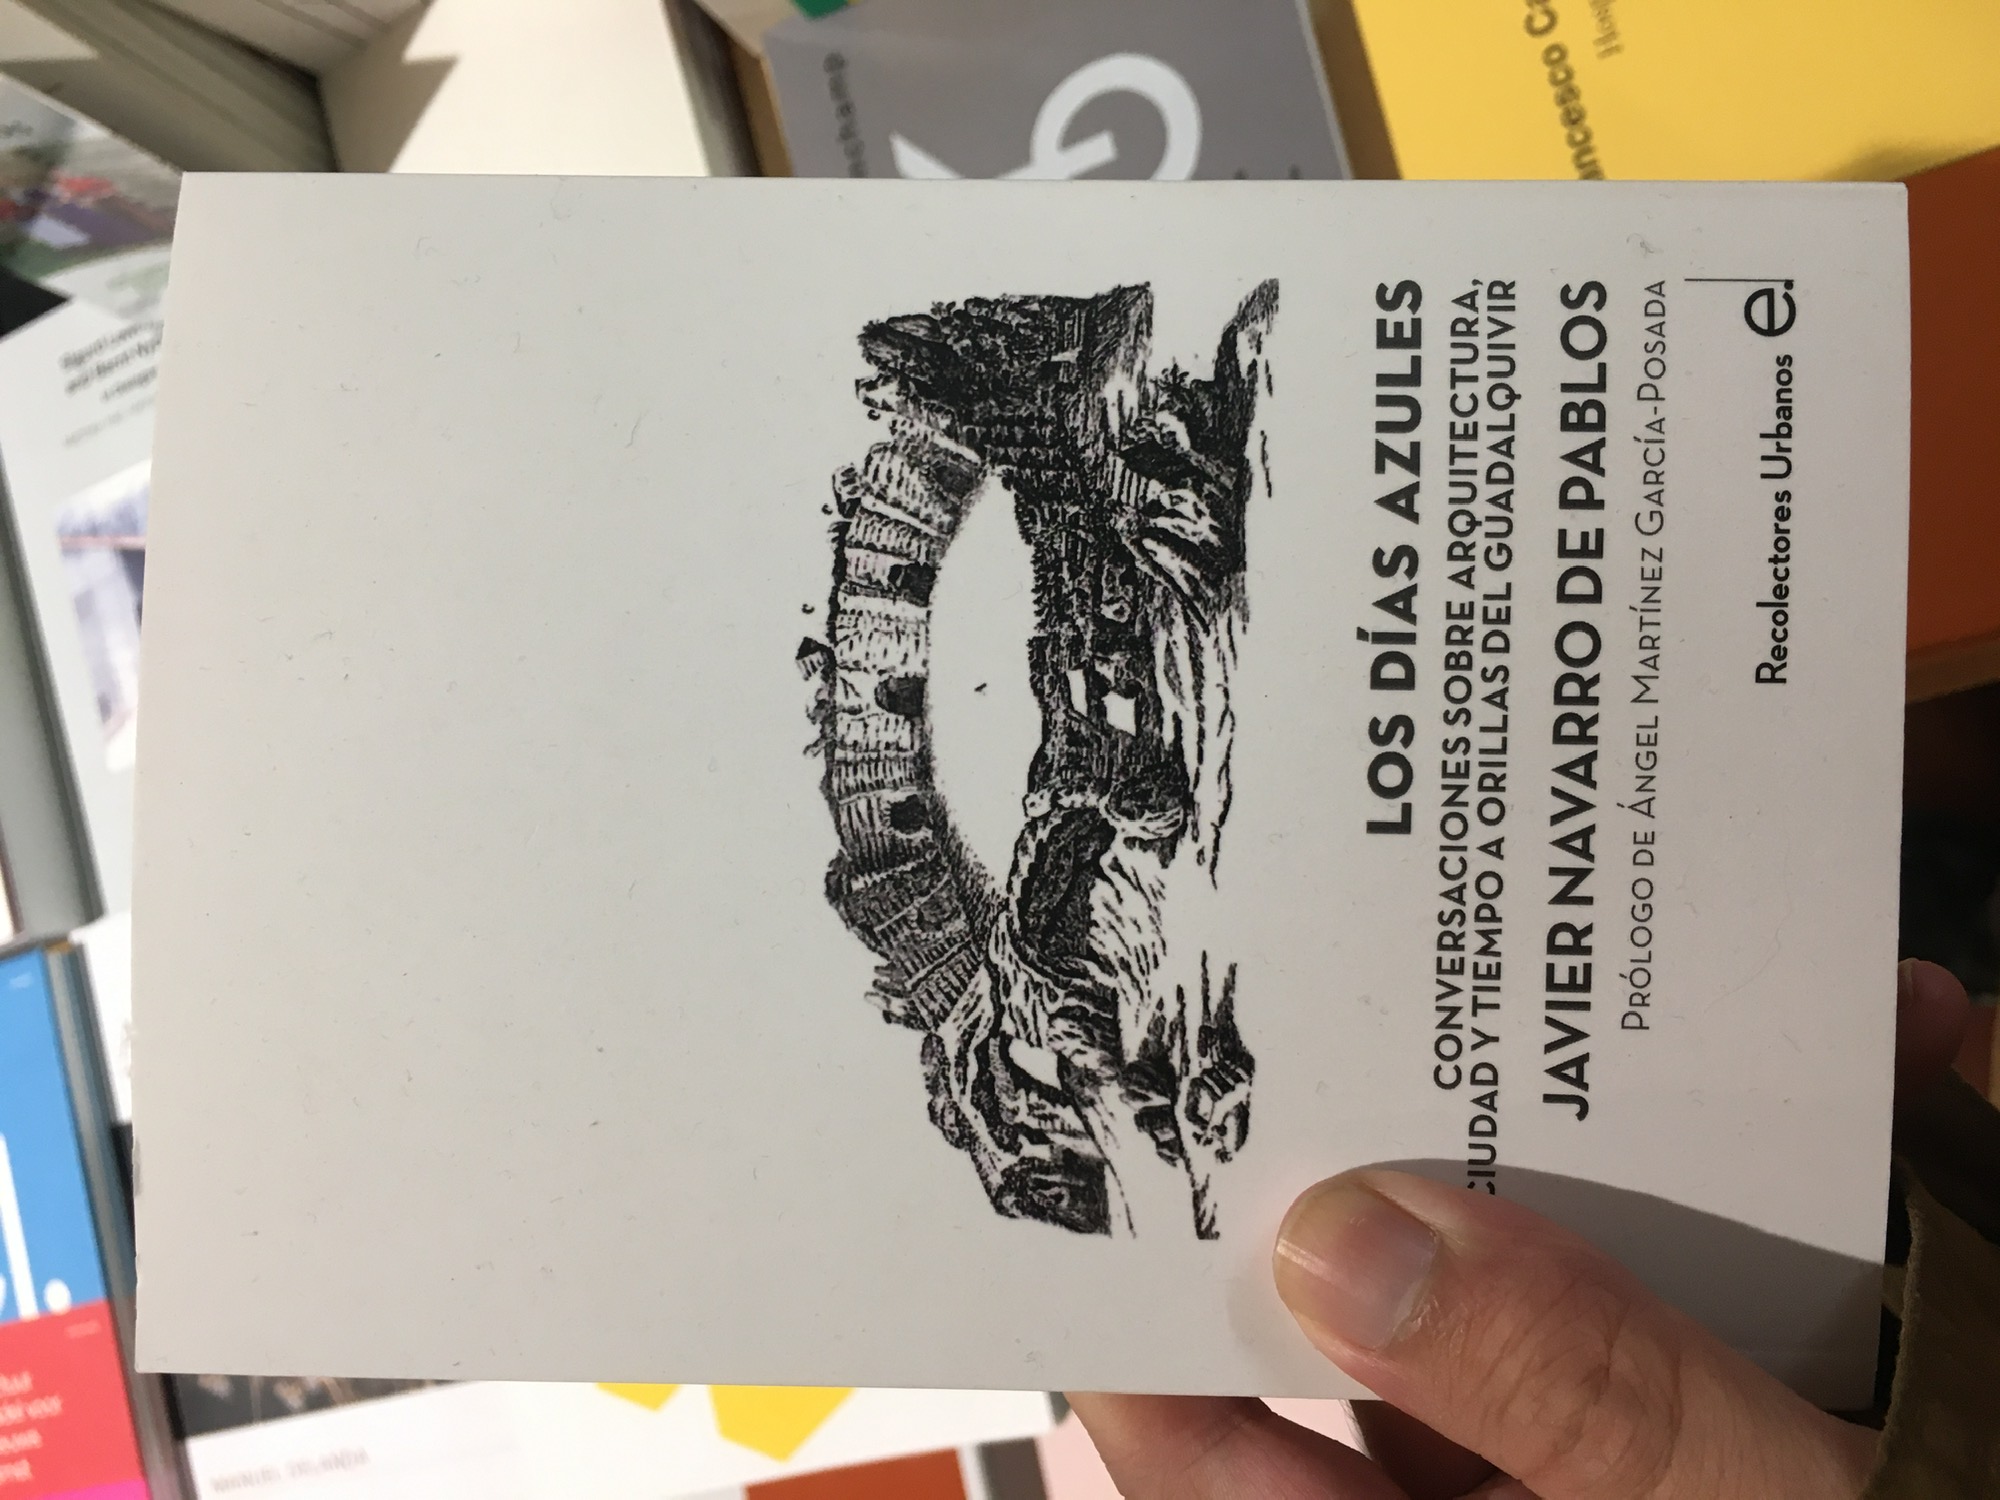 LOS DÍAS AZULES
CONVERSACIONES SOBRE ARQUITECTURA,
CIUDAD Y TIEMPO A ORILLAS DEL GUADALQUIVIR
JAVIER NAVARRO DE PABLOS
PRÓLOGO DE ÁNGEL MARTÍNEZ GARCÍA-POSADA
Recolectores Urbanos e.